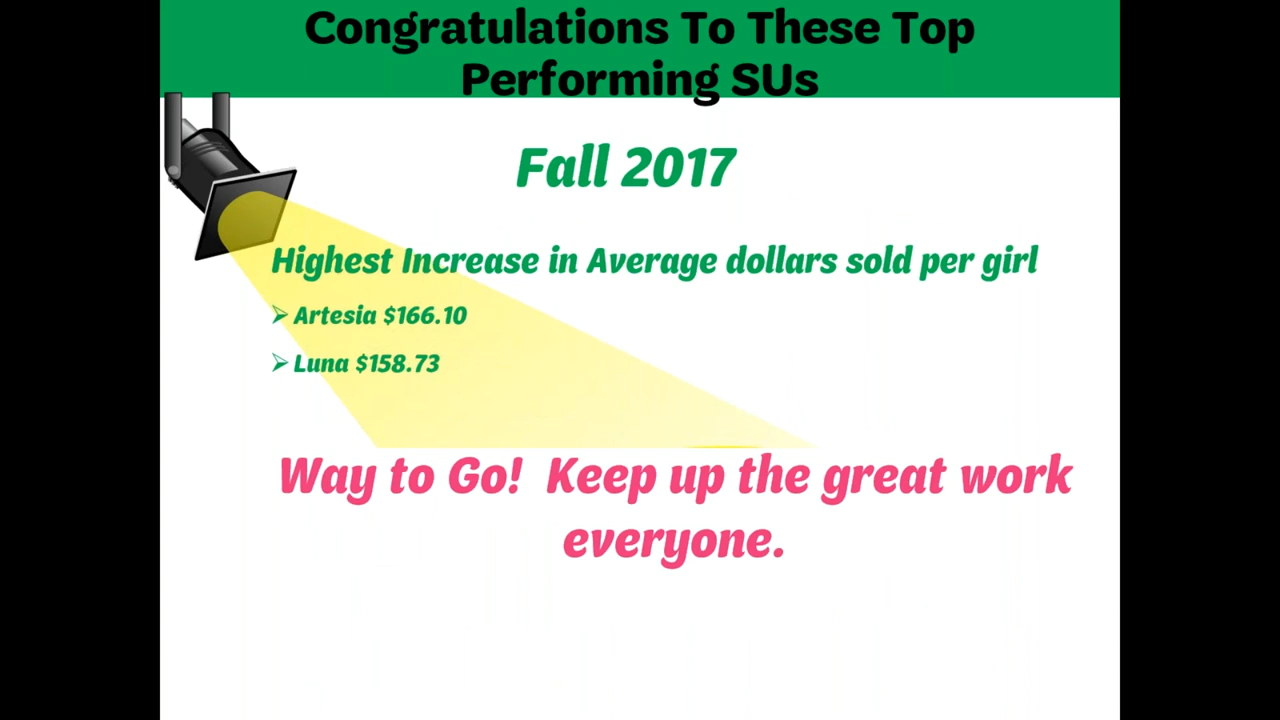 Congratulations To These Top
Performing SUs
Fall 2017
Highest Increase in Average dollars sold per girl
➢ Artesia $166.10
➢ Luna $158.73
Way to Go!  Keep up the great work
everyone.